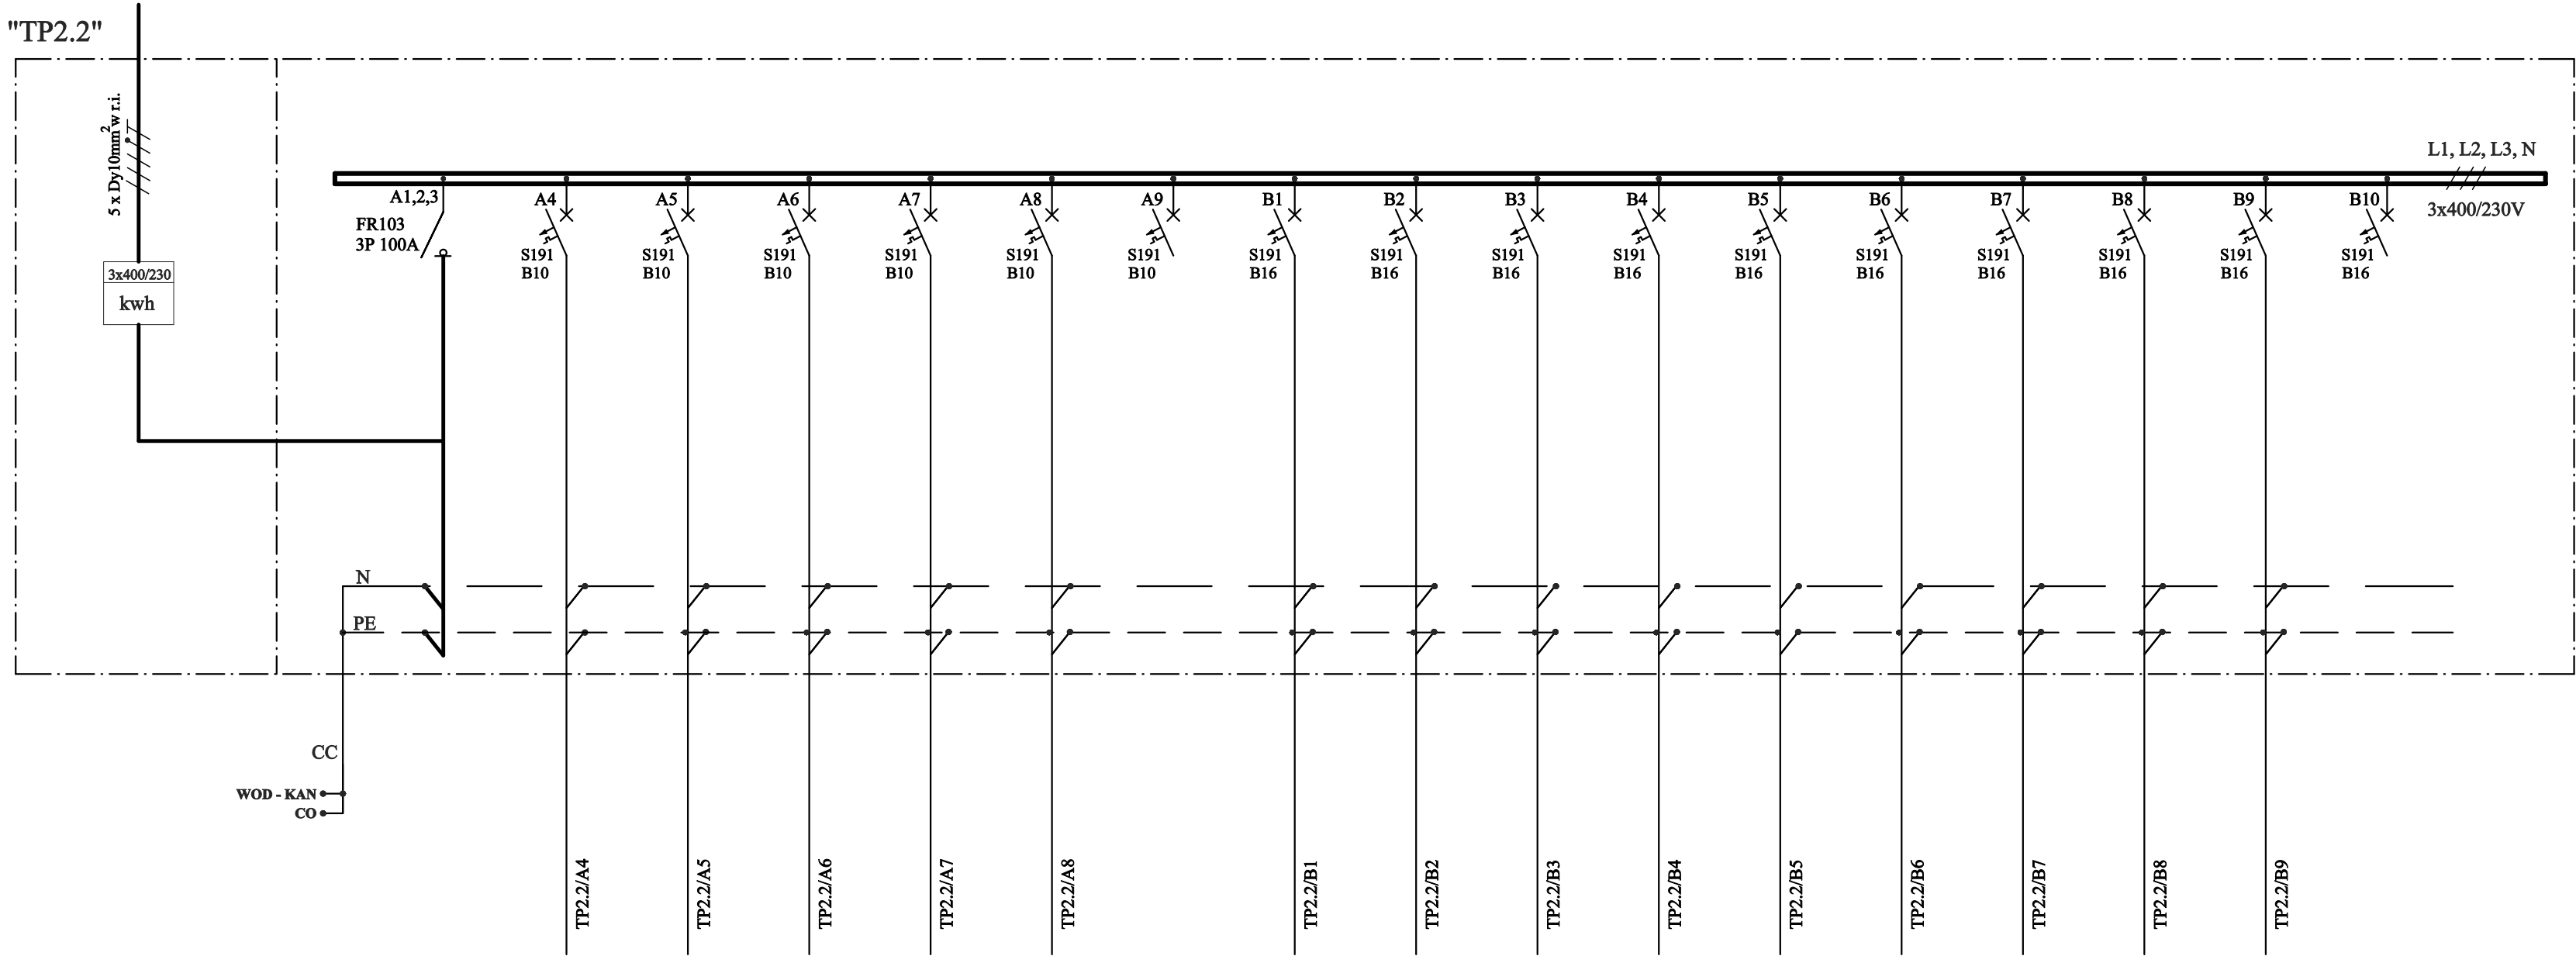 "TP2.2"
5 x Dy10mm² w r.i.
3x400/230
kwh
L1, L2, L3, N
3x400/230V
A1,2,3
FR103
3P 100A
A4
S191
B10
A5
S191
B10
A6
S191
B10
A7
S191
B10
A8
S191
B10
A9
S191
B10
B1
S191
B16
B2
S191
B16
B3
S191
B16
B4
S191
B16
B5
S191
B16
B6
S191
B16
B7
S191
B16
B8
S191
B16
B9
S191
B16
B10
S191
B16
N
PE
CC
WOD - KAN
CO
TP2.2/A4
TP2.2/A5
TP2.2/A6
TP2.2/A7
TP2.2/A8
TP2.2/B1
TP2.2/B2
TP2.2/B3
TP2.2/B4
TP2.2/B5
TP2.2/B6
TP2.2/B7
TP2.2/B8
TP2.2/B9